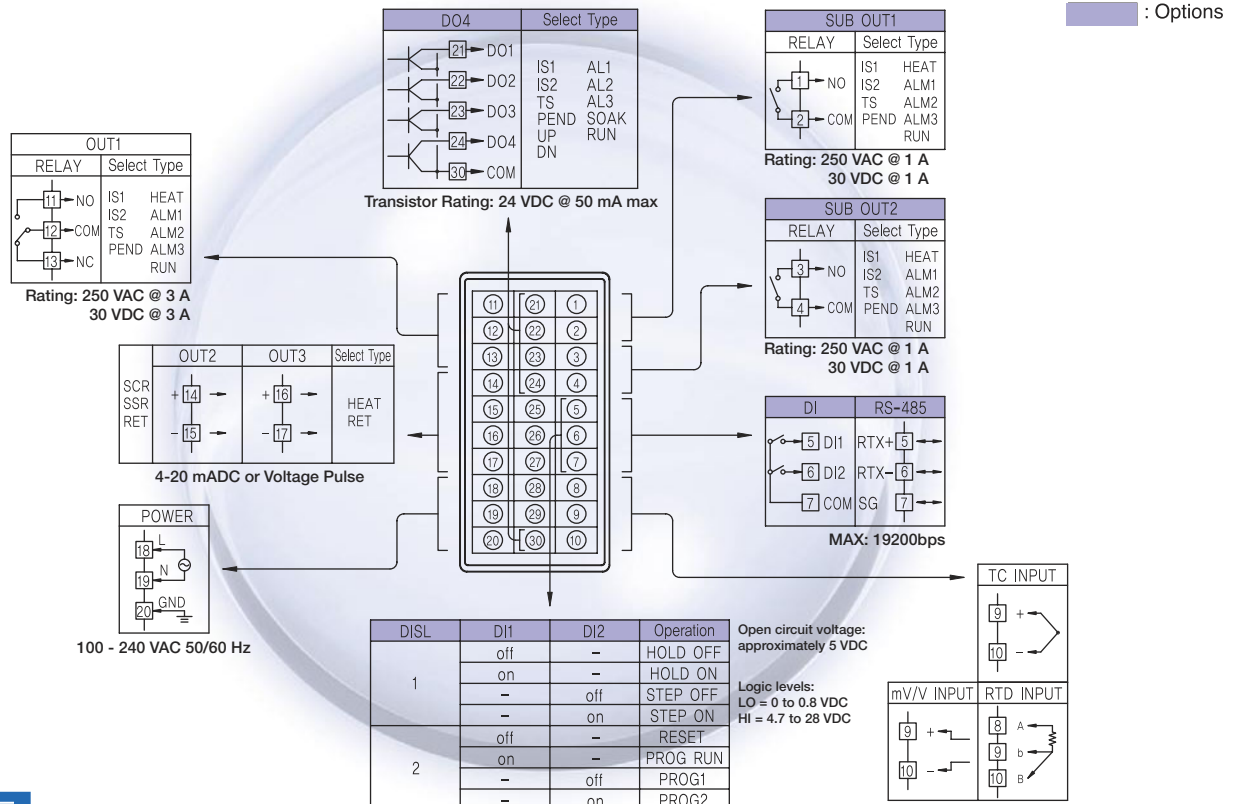 : Options
DO4 Select Type
21 DO1
22 DO2
23 DO3
24 DO4
30 COM
IS1 AL1
IS2 AL2
TS AL3
PEND SOAK
UP RUN
DN
Transistor Rating: 24 VDC @ 50 mA max
SUB OUT1
RELAY Select Type
1 NO
2 COM
IS1 HEAT
IS2 ALM1
TS ALM2
PEND ALM3
RUN
Rating: 250 VAC @ 1 A
30 VDC @ 1 A
OUT1
RELAY Select Type
11 NO
12 COM
13 NC
IS1 HEAT
IS2 ALM1
TS ALM2
PEND ALM3
RUN
Rating: 250 VAC @ 3 A
30 VDC @ 3 A
SUB OUT2
RELAY Select Type
3 NO
4 COM
IS1 HEAT
IS2 ALM1
TS ALM2
PEND ALM3
RUN
Rating: 250 VAC @ 1 A
30 VDC @ 1 A
11 21 1
12 22 2
13 23 3
14 24 4
15 25 5
16 26 6
17 27 7
18 28 8
19 29 9
20 30 10
OUT2 OUT3 Select Type
SCR
SSR
RET
+ 14 + 16
- 15 - 17
HEAT
RET
4-20 mADC or Voltage Pulse
DI RS-485
5 DI1 RTX+ 5
6 DI2 RTX- 6
7 COM SG 7
MAX: 19200bps
POWER
18 L
19 N
20 GND
100 - 240 VAC 50/60 Hz
TC INPUT
9 +
10 -
DISL DI1 DI2 Operation
1 off – HOLD OFF
on – HOLD ON
– off STEP OFF
– on STEP ON
2 off – RESET
on – PROG RUN
– off PROG1
– on PROG2
Open circuit voltage:
approximately 5 VDC
Logic levels:
LO = 0 to 0.8 VDC
HI = 4.7 to 28 VDC
mV/V INPUT RTD INPUT
9 + 8 A
9 b
10 - 10 B